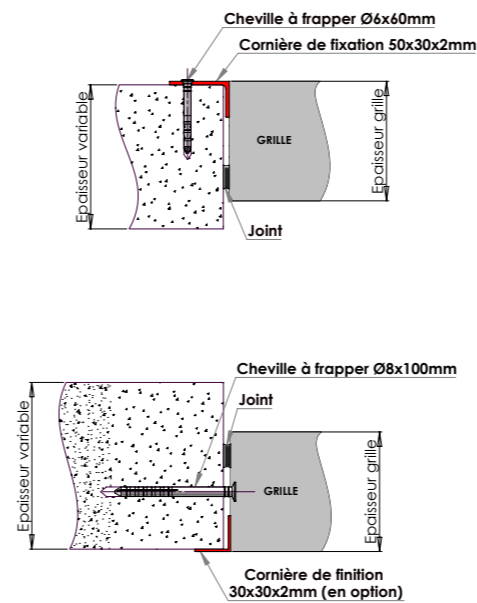 Cheville à frapper Ø6x60mm
Cornière de fixation 50x30x2mm
Epaisseur variable
GRILLE
Epaisseur grille
Joint
Cheville à frapper Ø8x100mm
Joint
Epaisseur variable
GRILLE
Epaisseur grille
Cornière de finition
30x30x2mm (en option)